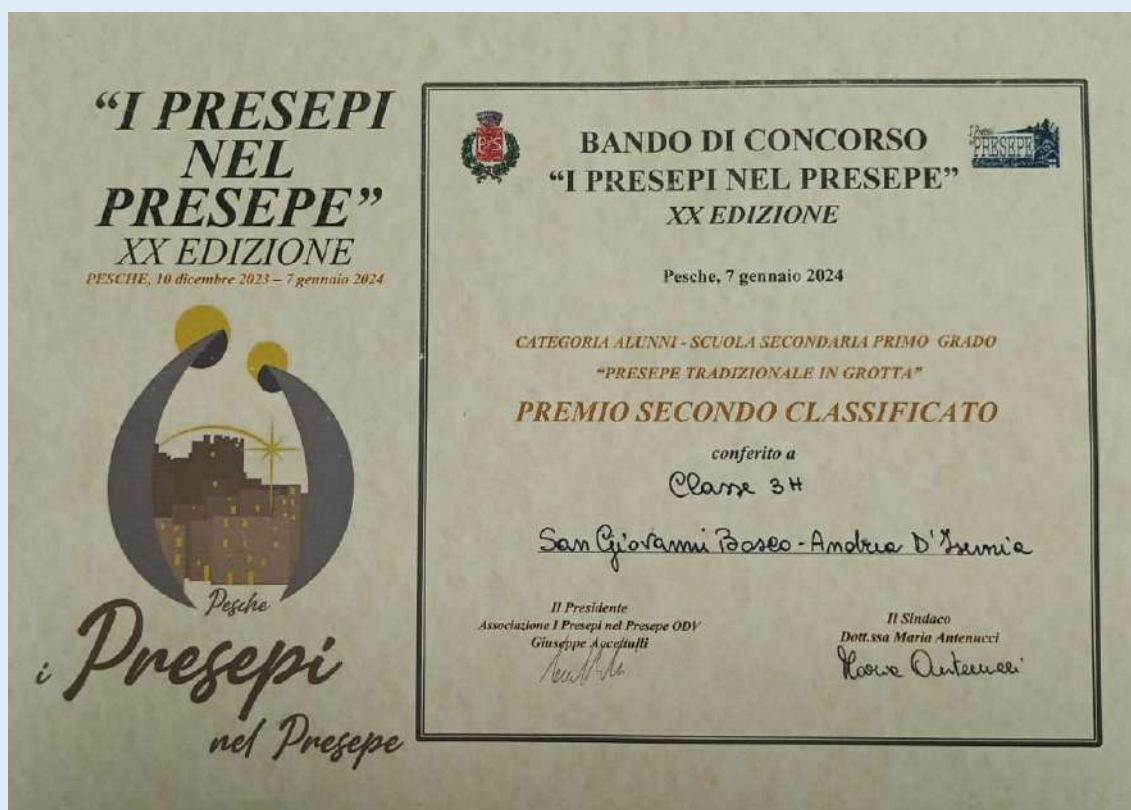 “I PRESEPI
NEL
PRESEPE”
XX EDIZIONE
PESCHE, 10 dicembre 2023 – 7 gennaio 2024
Pesche
i Presepi
nel Presepe
BANDO DI CONCORSO
“I PRESEPI NEL PRESEPE”
XX EDIZIONE
PRESEPE
Pesche, 7 gennaio 2024
CATEGORIA ALUNNI - SCUOLA SECONDARIA PRIMO GRADO
“PRESEPE TRADIZIONALE IN GROTTA”
PREMIO SECONDO CLASSIFICATO
conferito a
Classe 3H
San Giovanni Bosco - Andrea D'Isernia
Il Presidente
Associazione I Presepi nel Presepe ODV
Giuseppe
Il Sindaco
Dott.ssa Maria Antenucci
Maria Antenucci